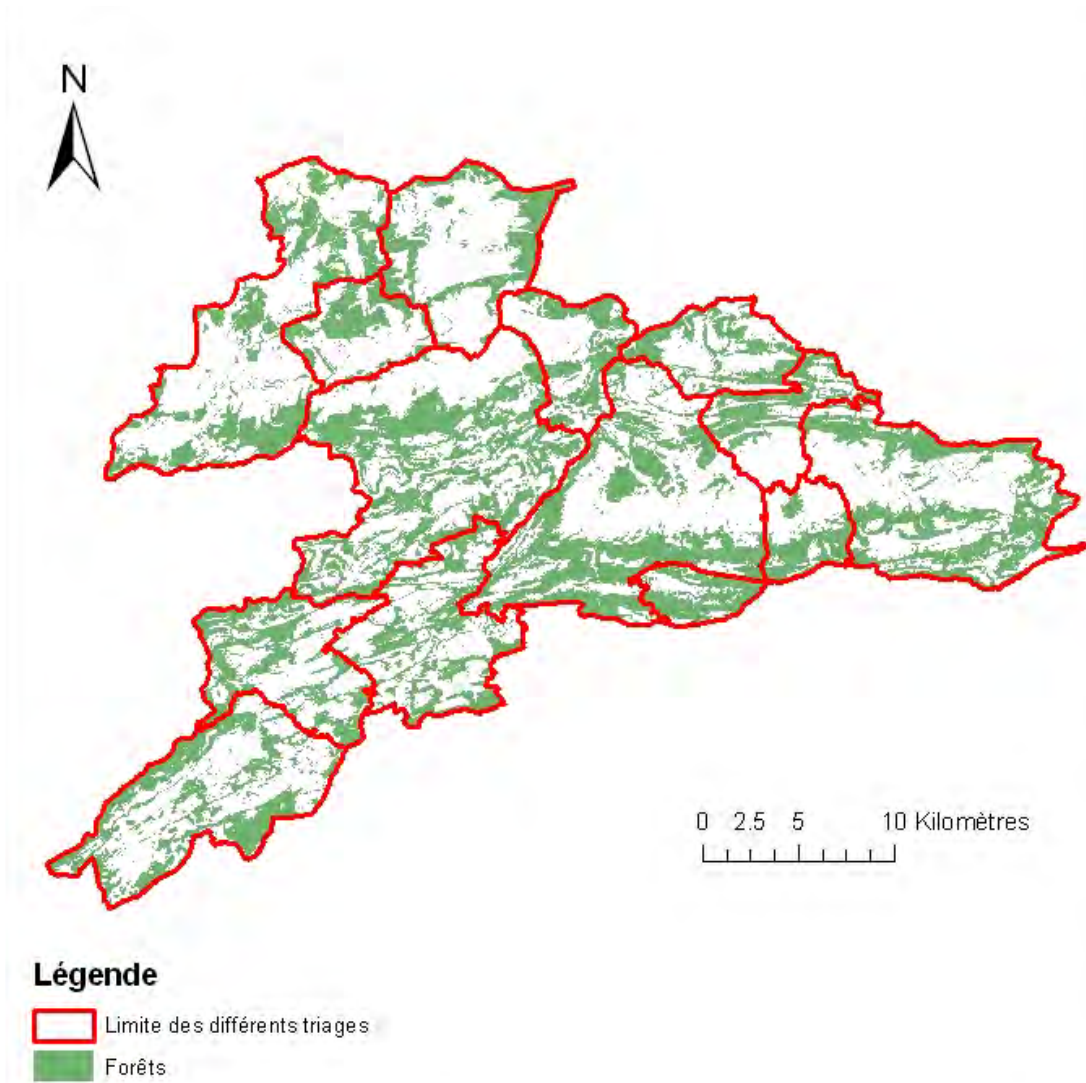 N
0 2.5 5 10 Kilomètres
Légende
Limite des différents triages
Forêts